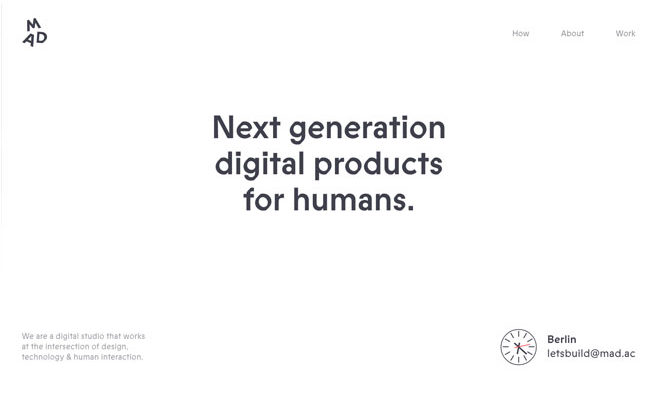 M
AD
How About Work
Next generation
digital products
for humans.
We are a digital studio that works
at the intersection of design,
technology & human interaction.
Berlin
letsbuild@mad.ac